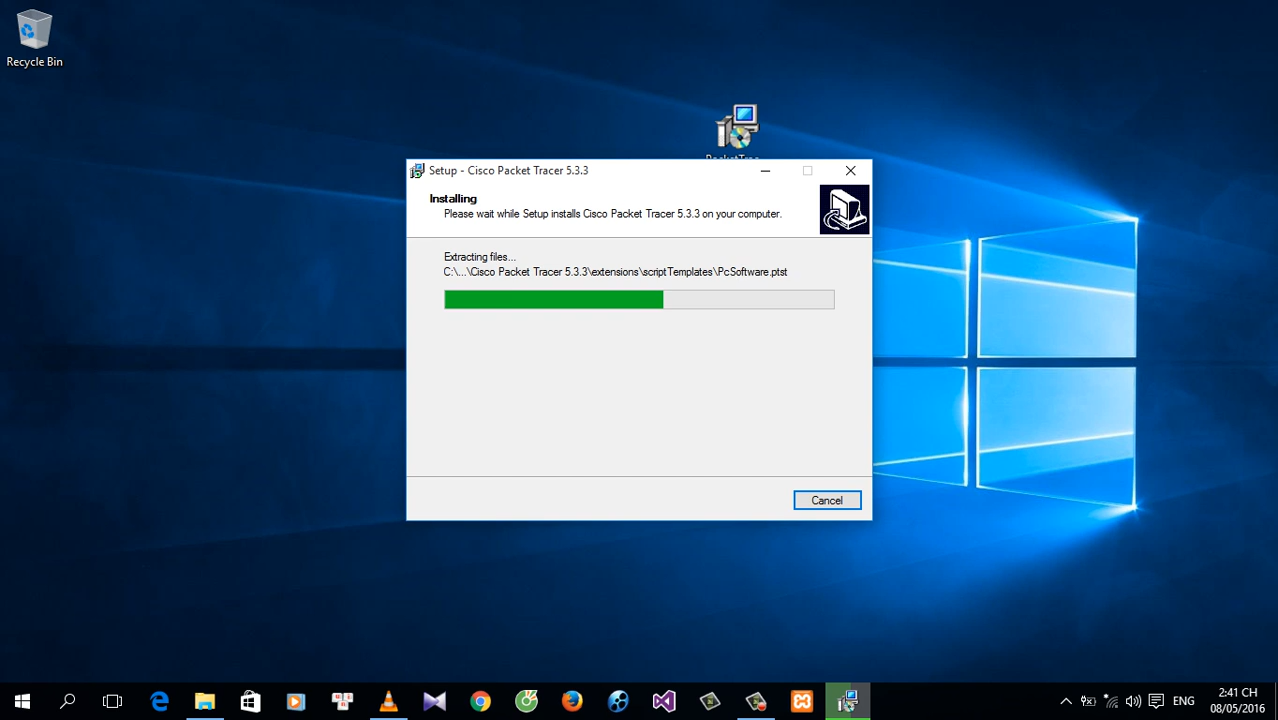 Recycle Bin
Setup - Cisco Packet Tracer 5.3.3
Installing
Please wait while Setup installs Cisco Packet Tracer 5.3.3 on your computer.
Extracting files...
C:\...\Cisco Packet Tracer 5.3.3\extensions\scriptTemplates\PcSoftware.ptst
Cancel
ENG
2:41 CH
08/05/2016